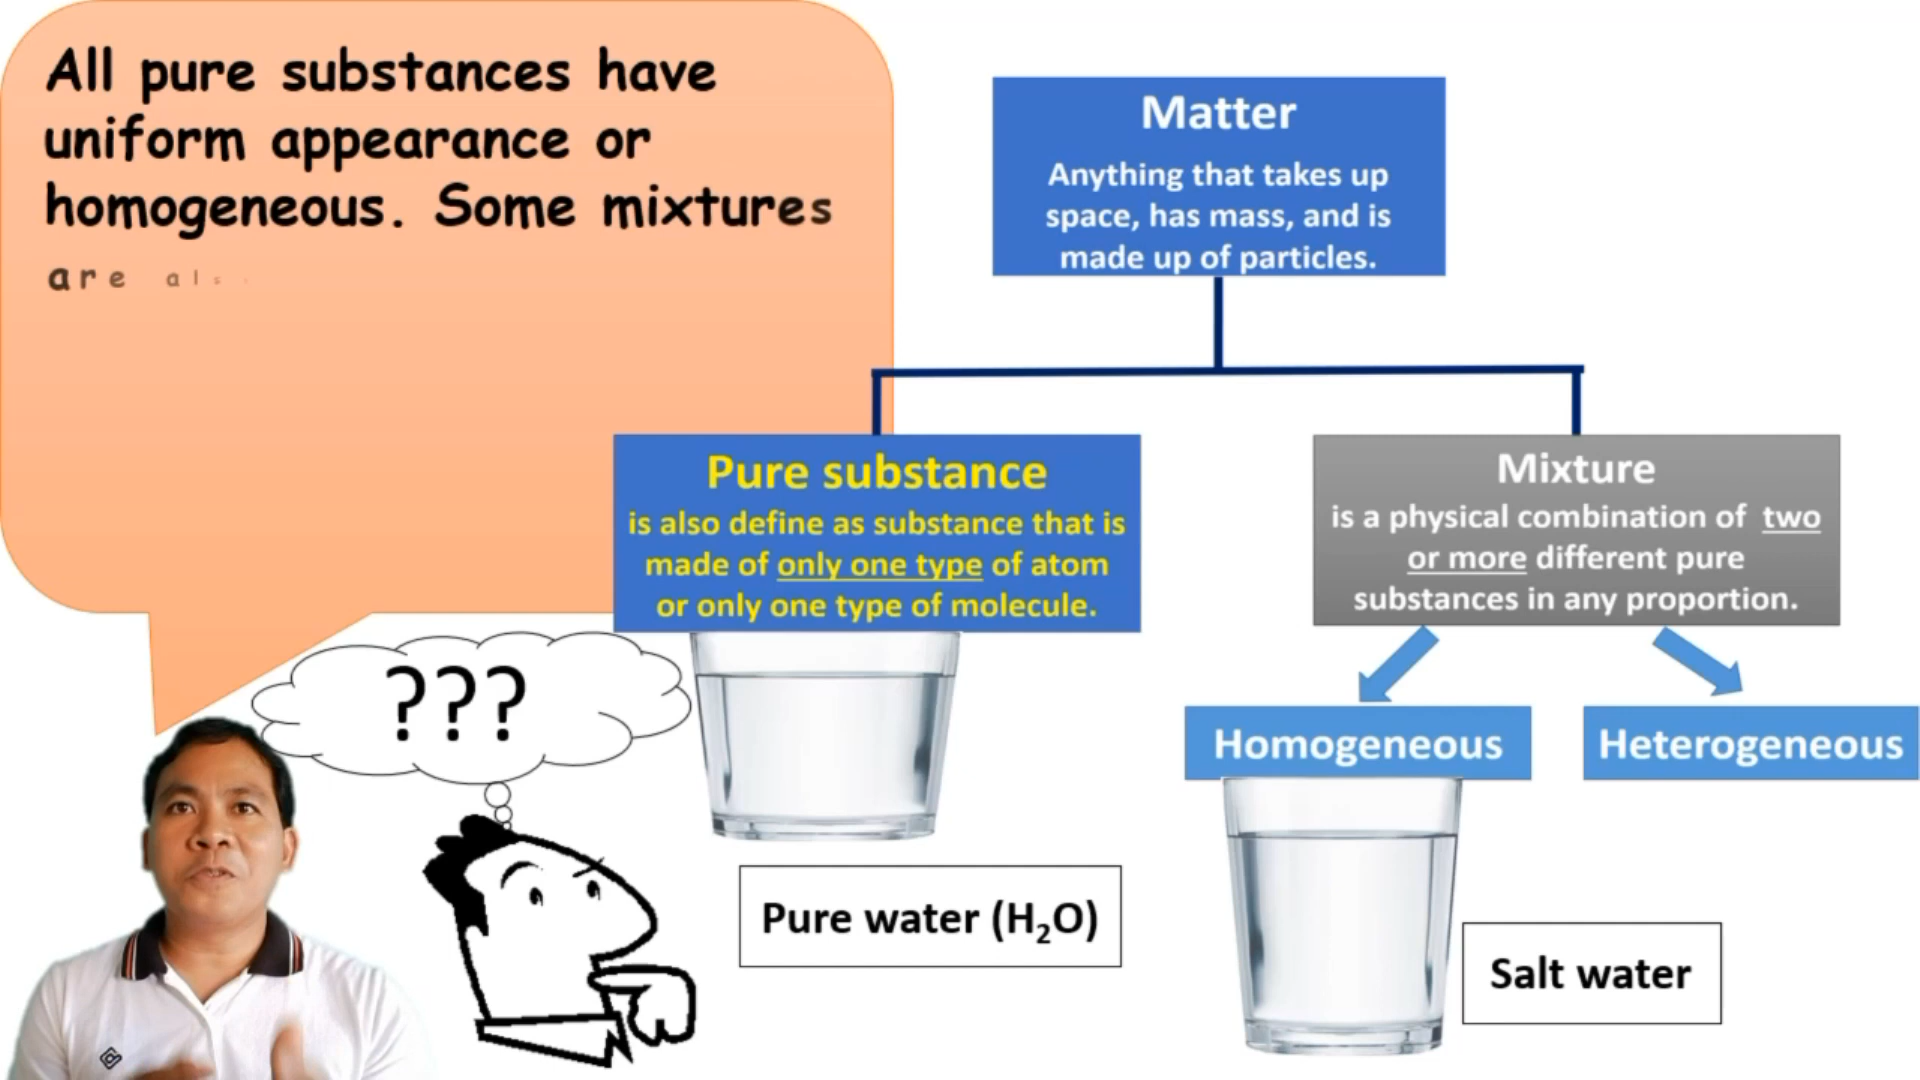 All pure substances have
uniform appearance or
homogeneous. Some mixtures
are
Matter
Anything that takes up
space, has mass, and is
made up of particles.
Pure substance
is also define as substance that is
made of only one type of atom
or only one type of molecule.
Mixture
is a physical combination of two
or more different pure
substances in any proportion.
???
Homogeneous
Heterogeneous
Pure water (H₂O)
Salt water